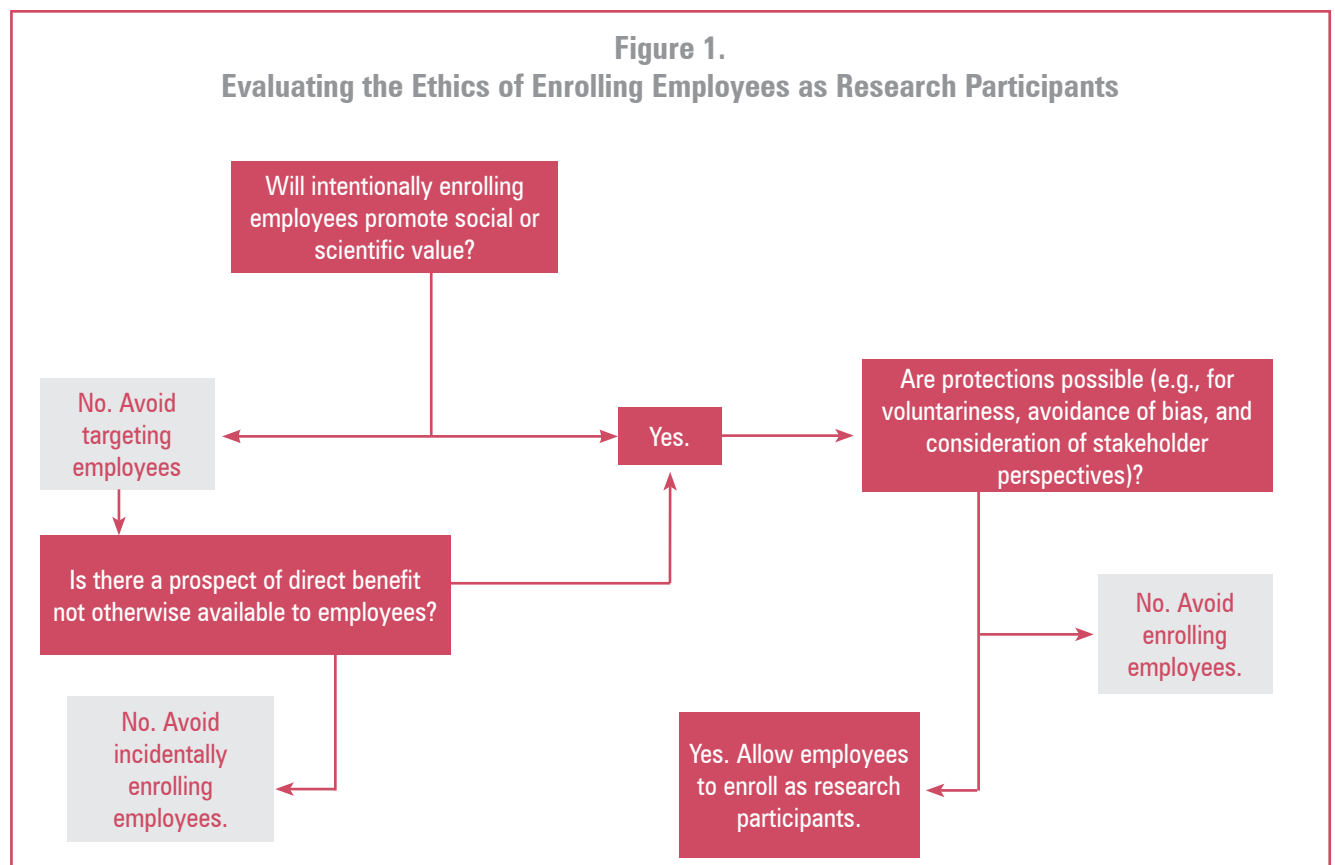 Figure 1.
Evaluating the Ethics of Enrolling Employees as Research Participants
Will intentionally enrolling
employees promote social or
scientific value?
No. Avoid
targeting
employees
Yes.
Are protections possible (e.g., for
voluntariness, avoidance of bias, and
consideration of stakeholder
perspectives)?
Is there a prospect of direct benefit
not otherwise available to employees?
No. Avoid
enrolling
employees.
No. Avoid
incidentally
enrolling
employees.
Yes. Allow employees
to enroll as research
participants.